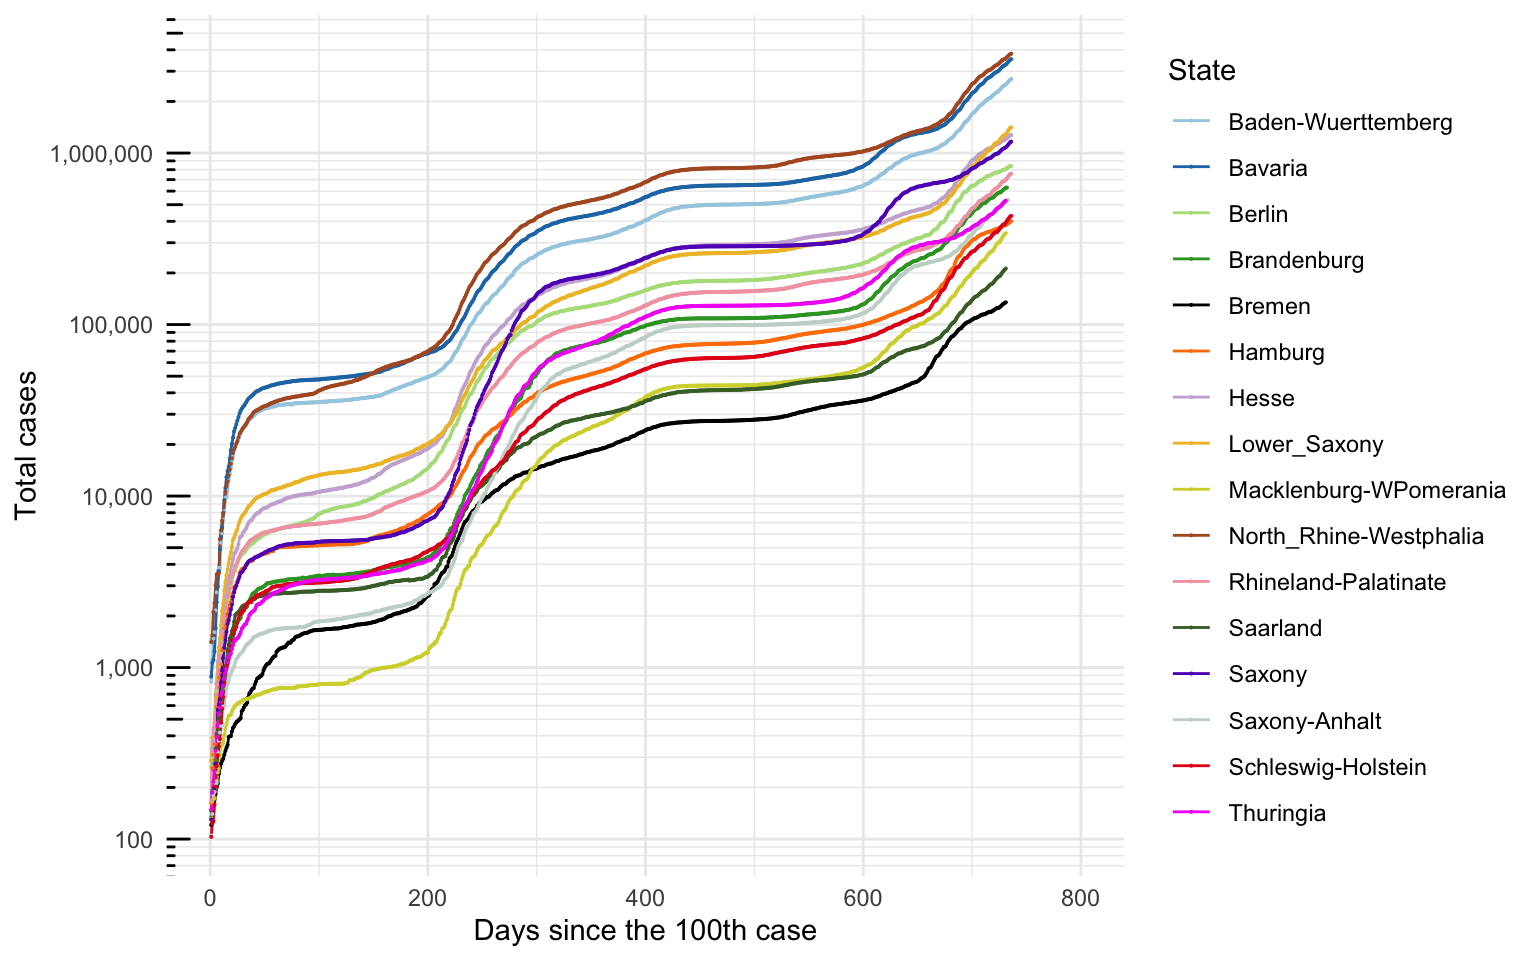 Total cases
1,000,000
100,000
10,000
1,000
100
0
200
400
600
800
Days since the 100th case
State
Baden-Wuerttemberg
Bavaria
Berlin
Brandenburg
Bremen
Hamburg
Hesse
Lower_Saxony
Macklenburg-WPomerania
North_Rhine-Westphalia
Rhineland-Palatinate
Saarland
Saxony
Saxony-Anhalt
Schleswig-Holstein
Thuringia